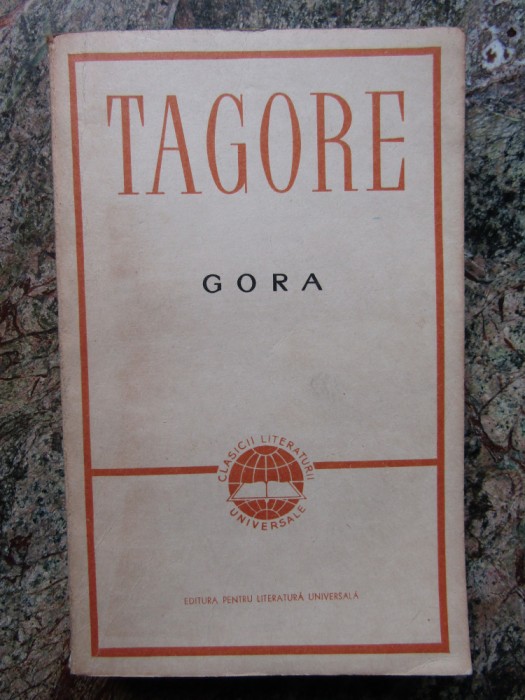 TAGORE
GORA
CLASICII LITERATURII
UNIVERSALE
EDITURA PENTRU LITERATURĂ UNIVERSALĂ